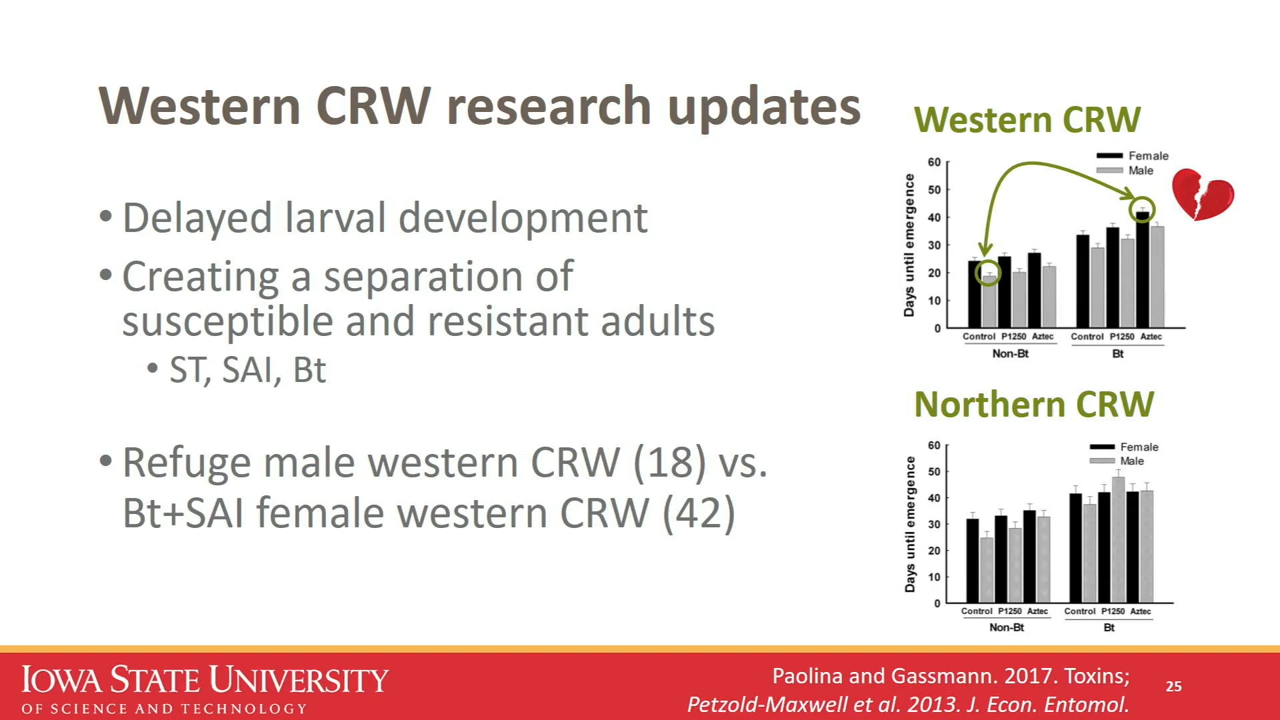 Western CRW research updates
• Delayed larval development
• Creating a separation of
susceptible and resistant adults
• ST, SAI, Bt
• Refuge male western CRW (18) vs.
Bt+SAI female western CRW (42)
Western CRW
Female
Male
Days until emergence
60
50
40
30
20
10
0
Control P1250 Aztec Control P1250 Aztec
Non-Bt Bt
Northern CRW
Female
Male
Days until emergence
60
50
40
30
20
10
0
Control P1250 Aztec Control P1250 Aztec
Non-Bt Bt
IOWA STATE UNIVERSITY
OF SCIENCE AND TECHNOLOGY
Paolina and Gassmann. 2017. Toxins;
Petzold-Maxwell et al. 2013. J. Econ. Entomol.
25